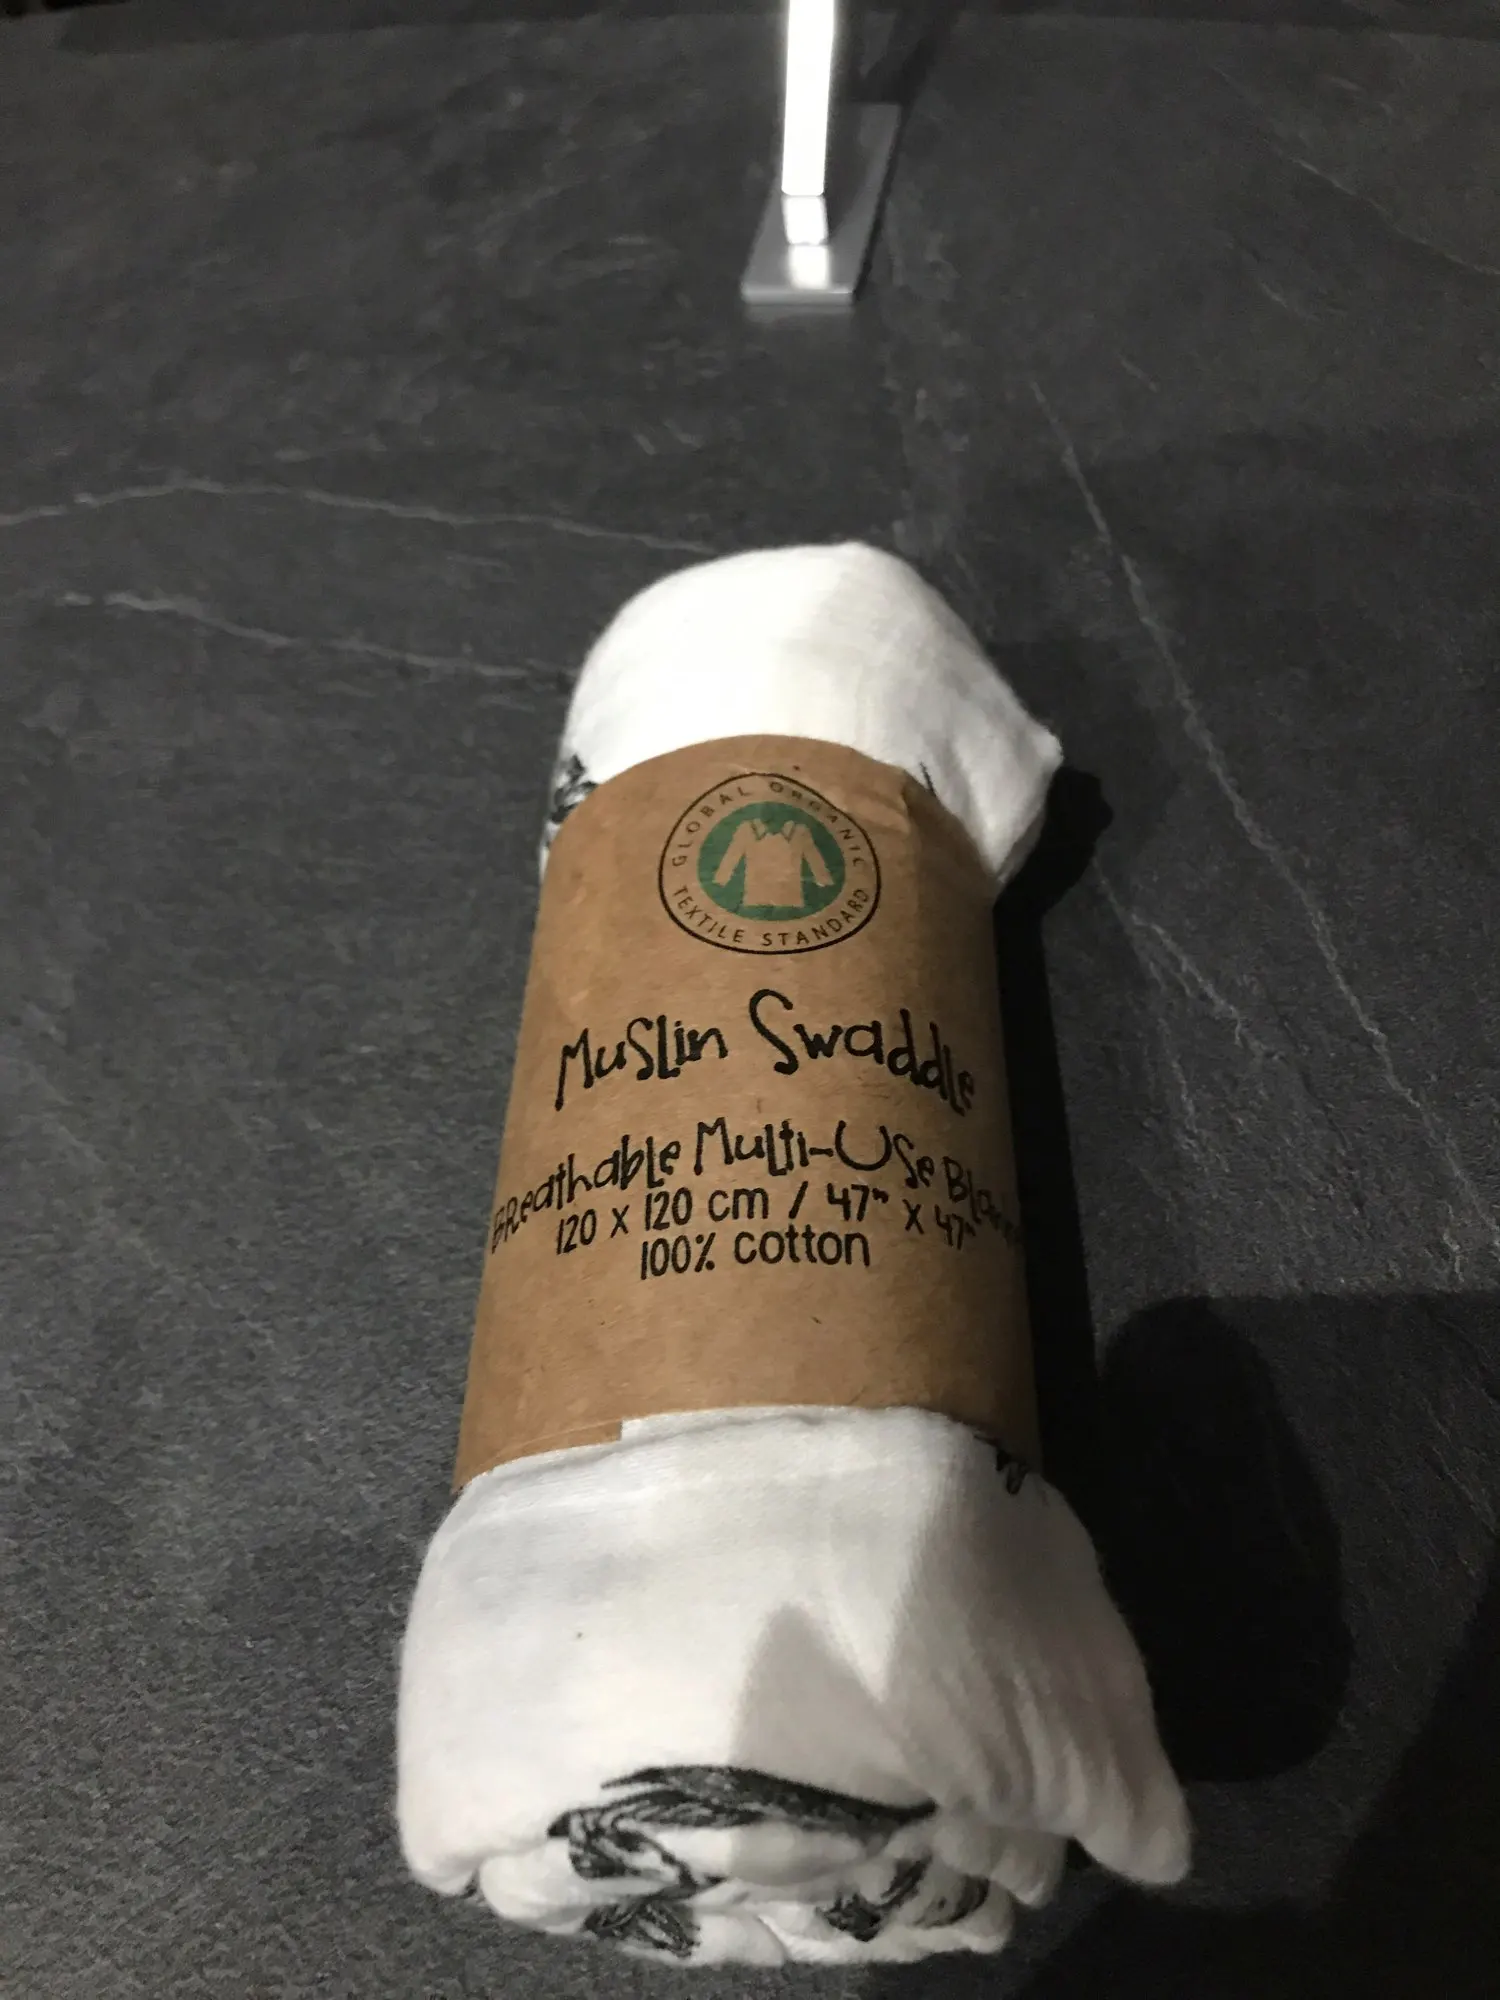 GLOBAL ORGANIC
TEXTILE STANDARD
Muslin Swaddle
Breathable Multi-Use
120 x 120 cm / 47" x 47"
100% cotton